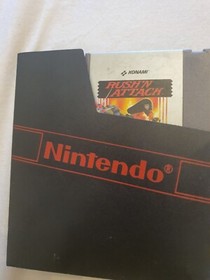 KONAMI
RUSH'N
ATTACK
Nintendo®